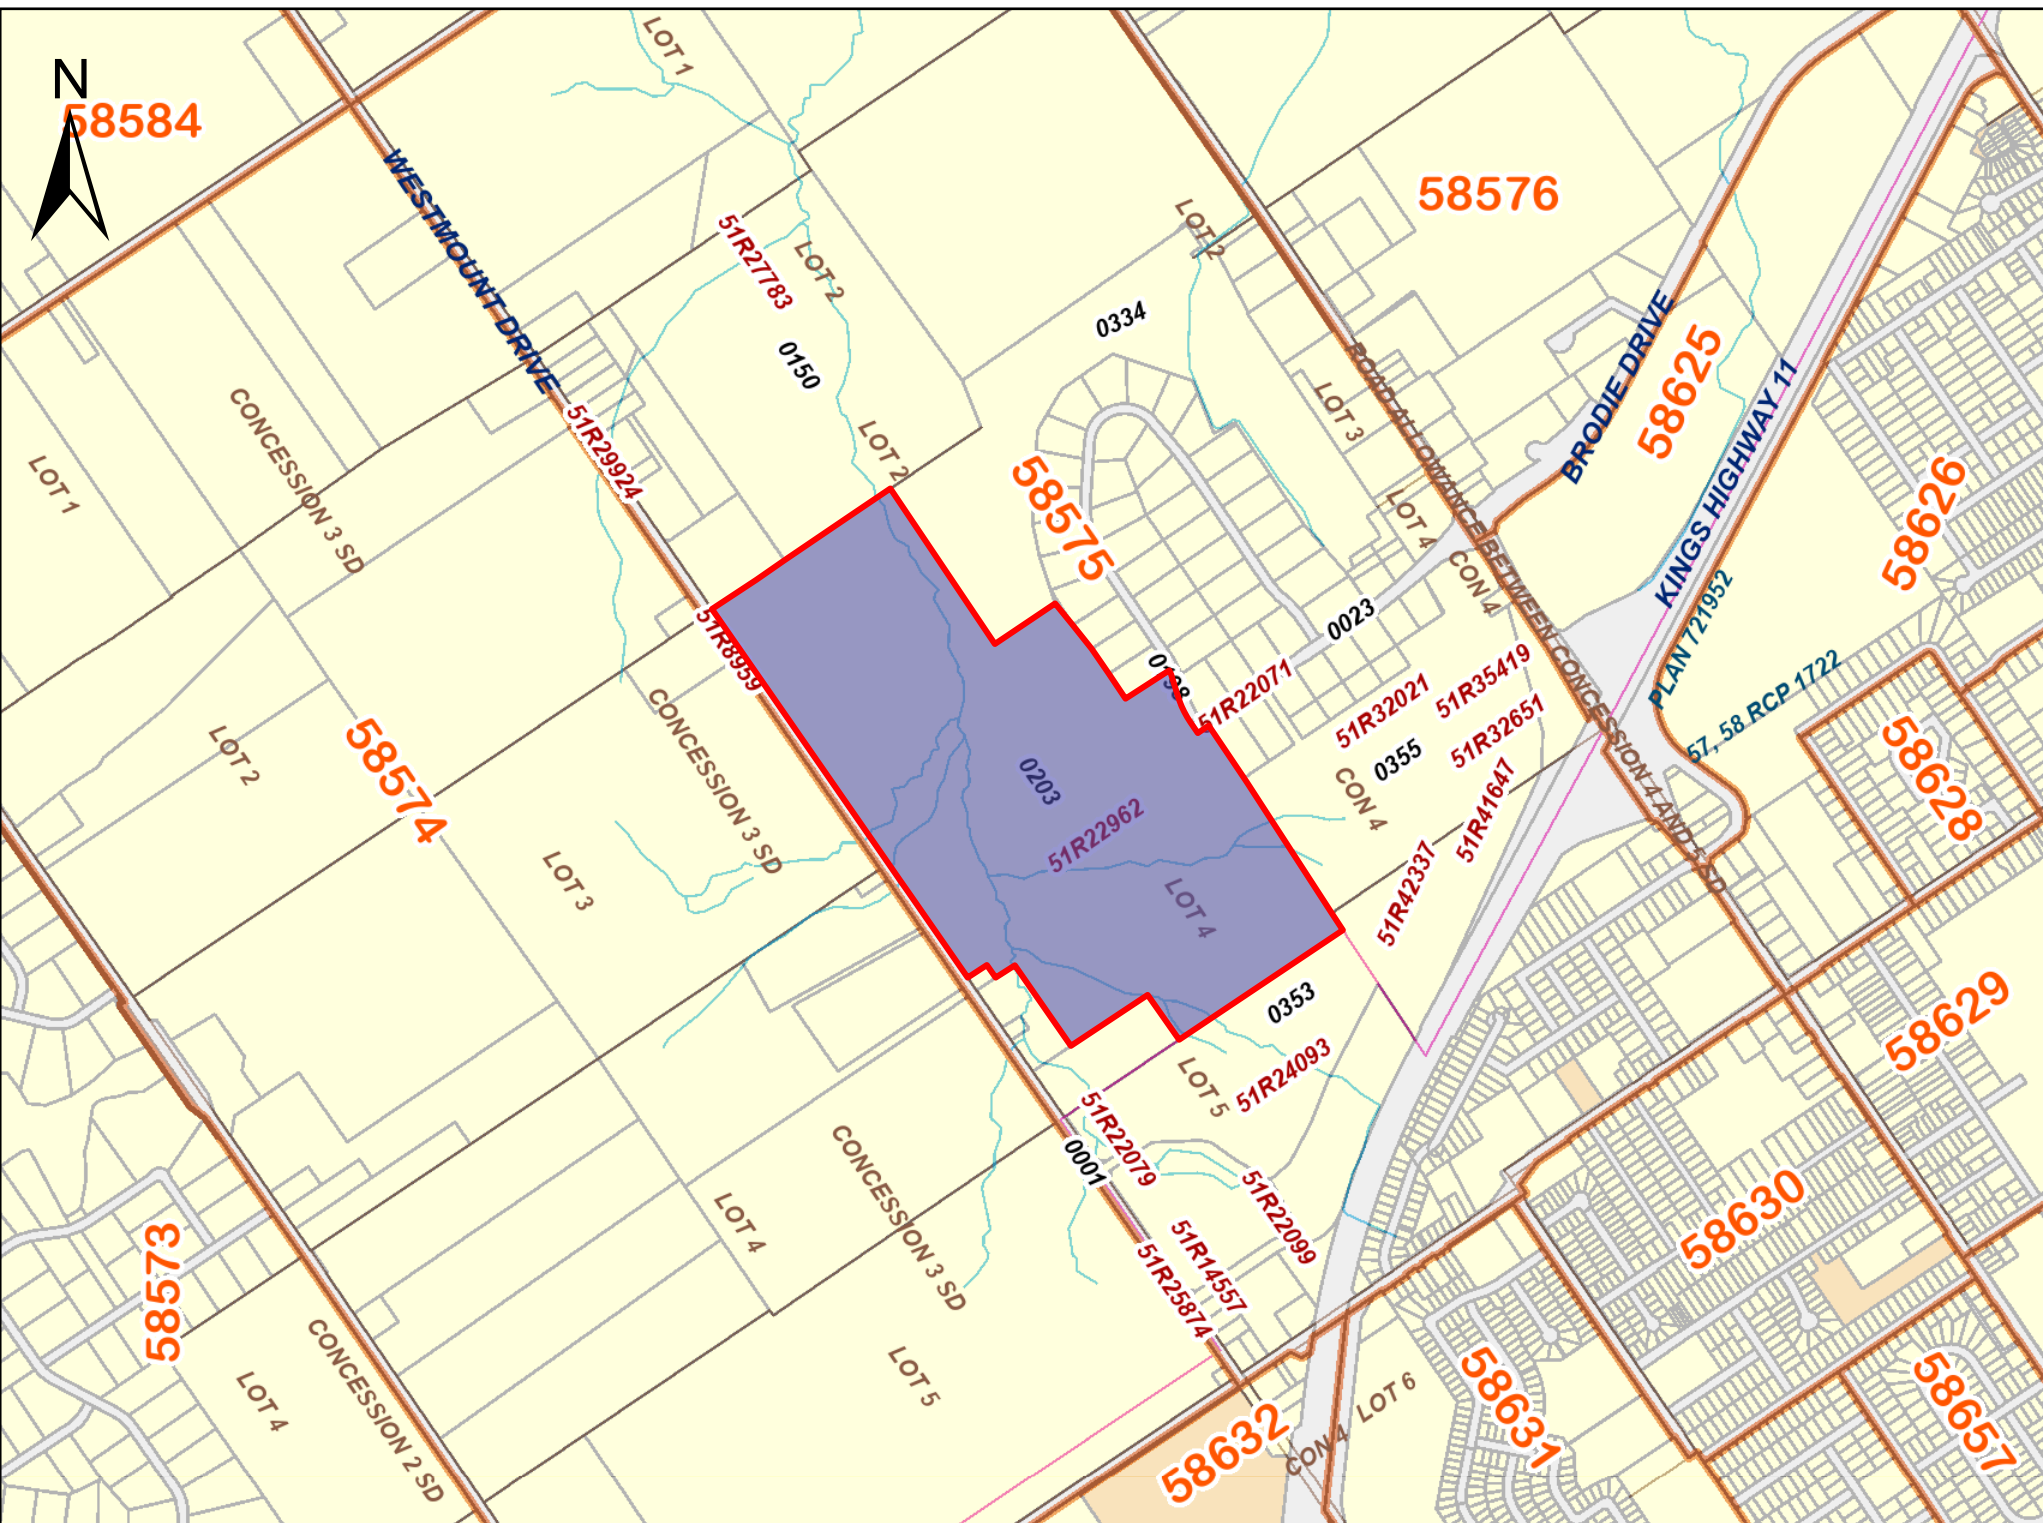 N
58584
WESTMOUNT DRIVE
LOT 1
51R27783
LOT 2
LOT 2
58576
0334
0150
LOT 3
ROAD ALLOWANCE BETWEEN CONCESSION 4 AND 5 SD
BRODIE DRIVE
58625
KINGS HIGHWAY 11
CONCESSION 3 SD
51R29924
LOT 2
LOT 1
58575
LOT 4
CON 4
58626
PLAN 721952
57, 58 RCP 1722
0023
51R8959
51R22071
51R32021
51R35419
51R32651
0355
CON 4
51R41647
51R42337
CONCESSION 3 SD
LOT 2
58574
0203
51R22962
LOT 4
58628
LOT 3
0353
51R24093
LOT 5
58629
51R22079
0001
CONCESSION 3 SD
51R22099
LOT 4
51R14557
51R25874
58630
58573
LOT 4
CONCESSION 2 SD
LOT 5
58632
CON 4
LOT 6
58631
58657